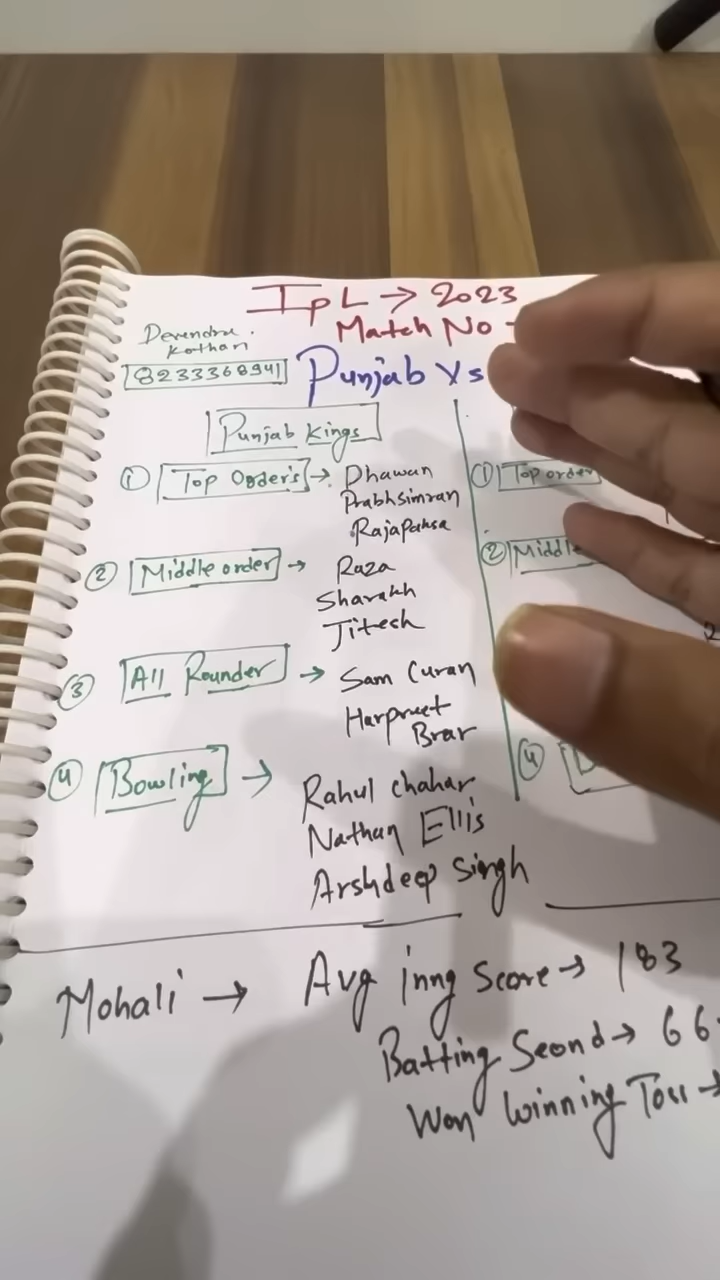 IPL → 2023
Match No -
Devendra.
Kothari
8233368941
Punjab Vs
Punjab Kings
① Top Order's → Dhawan
Prabhsimran
Rajapaksa
② Middle order → Raza
Sharukh
Jitesh
③ All Rounder → Sam Curan
Harpreet
Brar
④ Bowling → Rahul Chahar
Nathan Ellis
Arshdeep Singh
① Top order
② Middle
④
Mohali → Avg inng Score → 183
Batting Seond → 66
Won winning Toss →